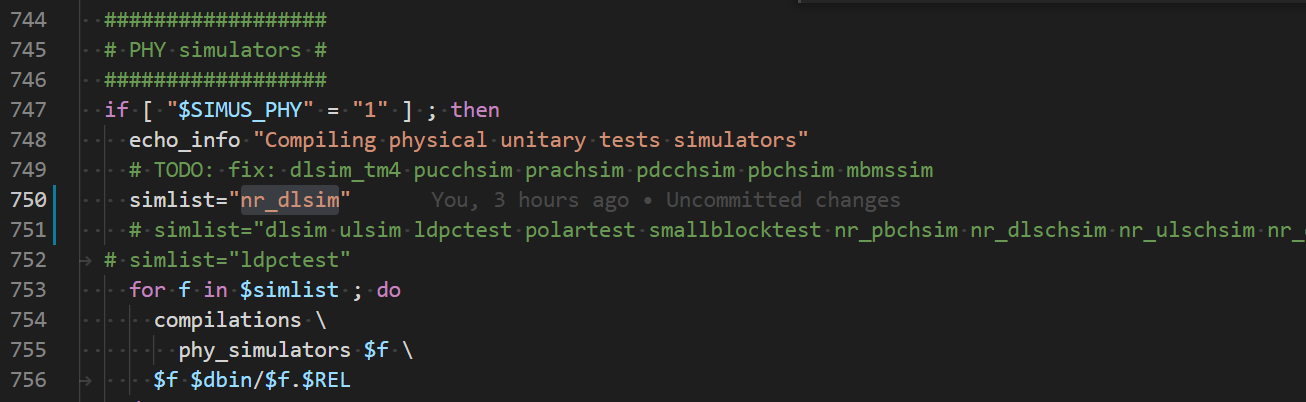 744 ##################
745 # PHY simulators #
746 ##################
747 if [ "$SIMUS_PHY" = "1" ] ; then
748 echo_info "Compiling physical unitary tests simulators"
749 # TODO: fix: dlsim_tm4 pucchsim prachsim pdcchsim pbchsim mbmssim
750 simlist="nr_dlsim" You, 3 hours ago • Uncommitted changes
751 # simlist="dlsim ulsim ldpctest polartest smallblocktest nr_pbchsim nr_dlschsim nr_ulschsim nr_
752 # simlist="ldpctest"
753 for f in $simlist ; do
754 compilations \
755 phy_simulators $f \
756 $f $dbin/$f.$REL